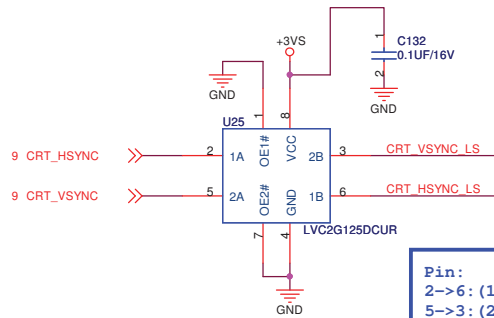 +3VS
1
C132
0.1UF/16V
2
GND
GND
U25
1
8
OE1#
VCC
9 CRT_HSYNC
2
1A
2B
3
CRT_VSYNC_LS
9 CRT_VSYNC
5
2A
1B
6
CRT_HSYNC_LS
OE2#
GND
7
4
LVC2G125DCUR
GND
Pin:
2->6:(1
5->3:(2